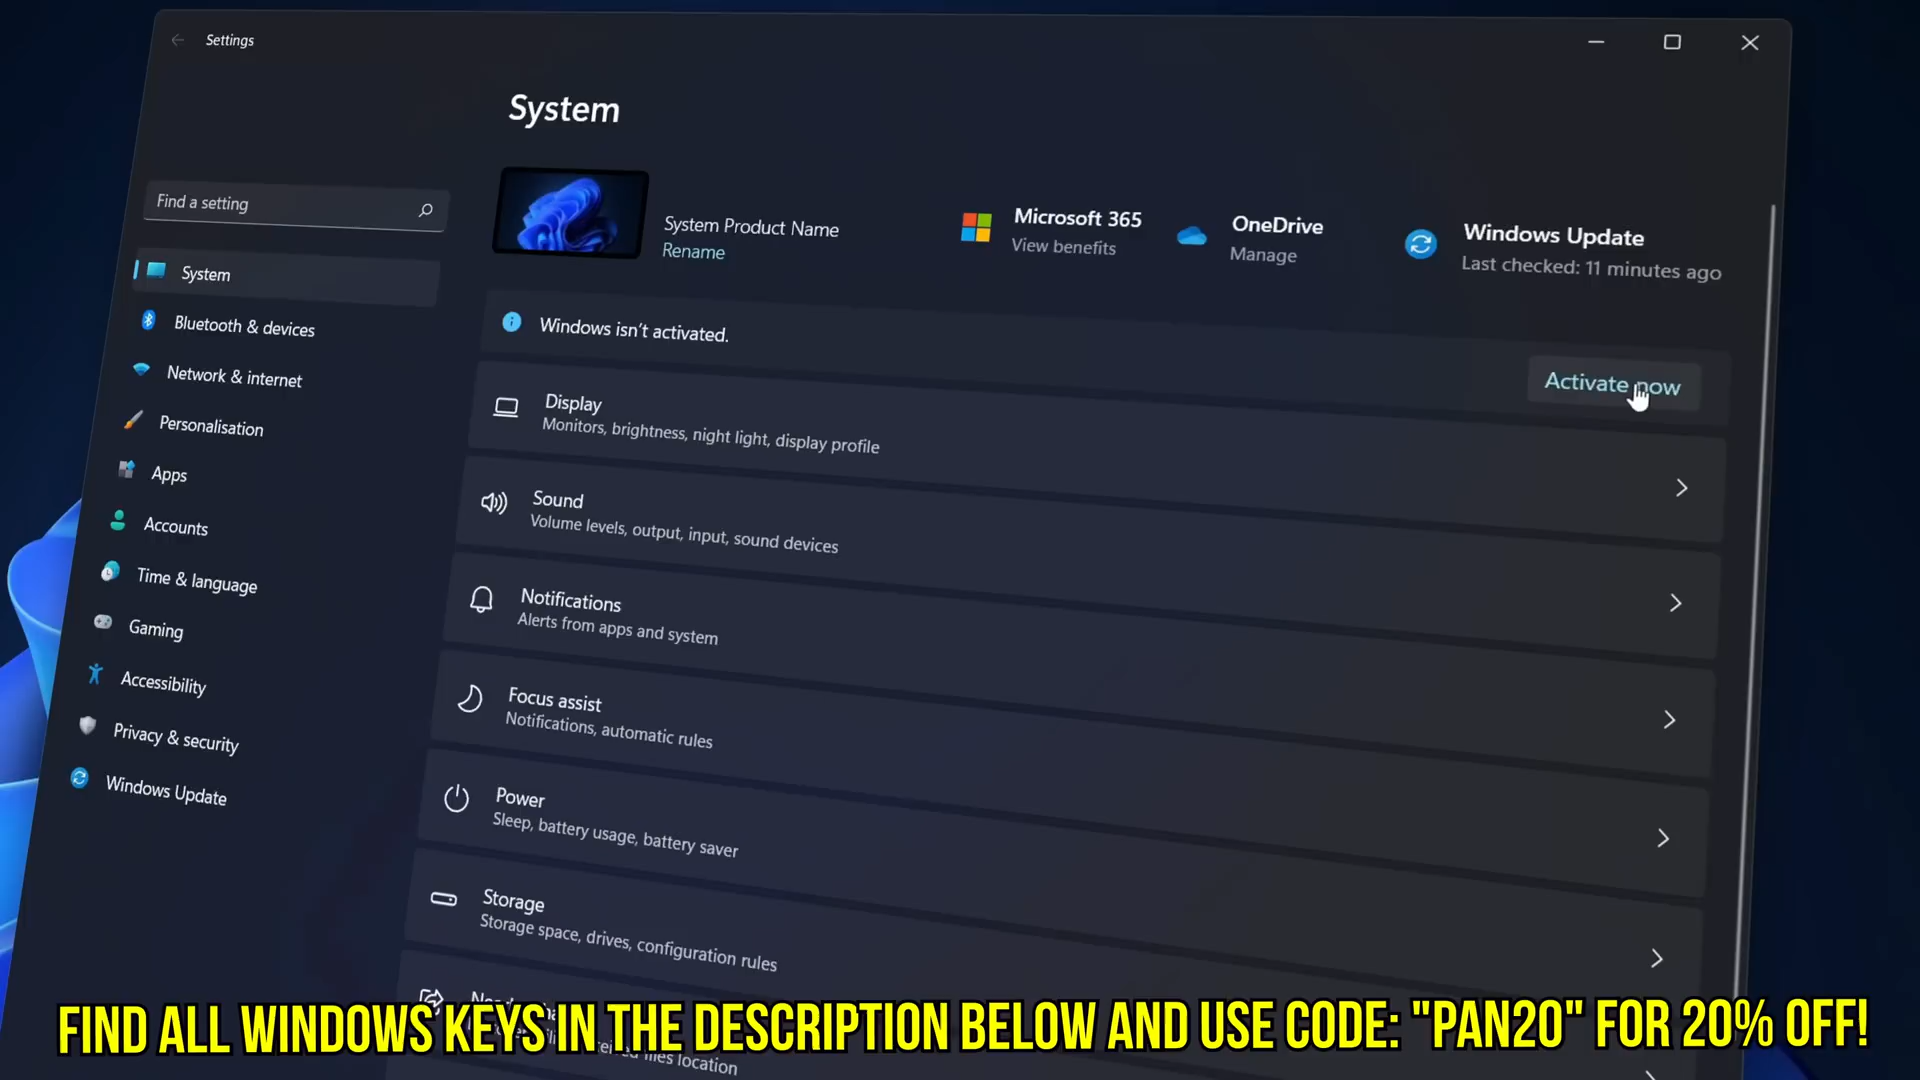 Settings
System
Find a setting
System Product Name
Rename
Microsoft 365
View benefits
OneDrive
Manage
Windows Update
Last checked: 11 minutes ago
System
Bluetooth & devices
Network & internet
Personalisation
Apps
Accounts
Time & language
Gaming
Accessibility
Privacy & security
Windows Update
Windows isn't activated.
Activate now
Display
Monitors, brightness, night light, display profile
Sound
Volume levels, output, input, sound devices
Notifications
Alerts from apps and system
Focus assist
Notifications, automatic rules
Power
Sleep, battery usage, battery saver
Storage
Storage space, drives, configuration rules
files location
FIND ALL WINDOWS KEYS IN THE DESCRIPTION BELOW AND USE CODE: "PAN20" FOR 20% OFF!